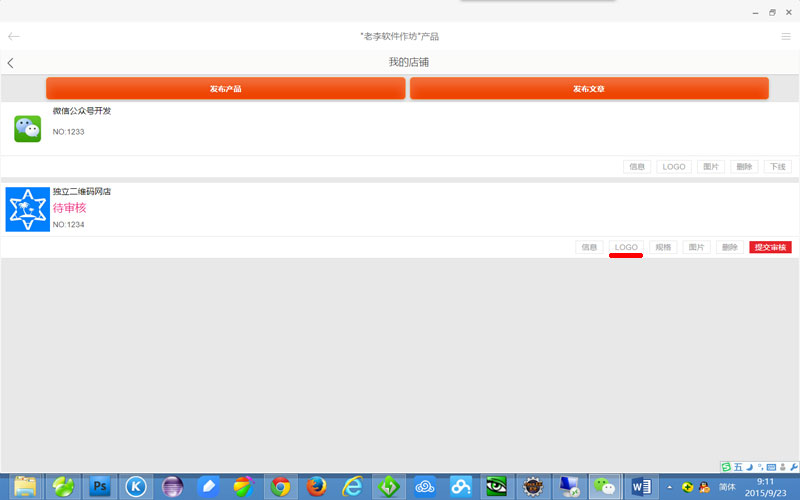 "老李软件作坊"产品
我的店铺
发布产品 发布文章
微信公众号开发
NO:1233
信息 LOGO 图片 删除 下线
独立二维码网店
待审核
NO:1234
信息 LOGO 规格 图片 删除 提交审核
五
Ps K W 简体 9:11
2015/9/23